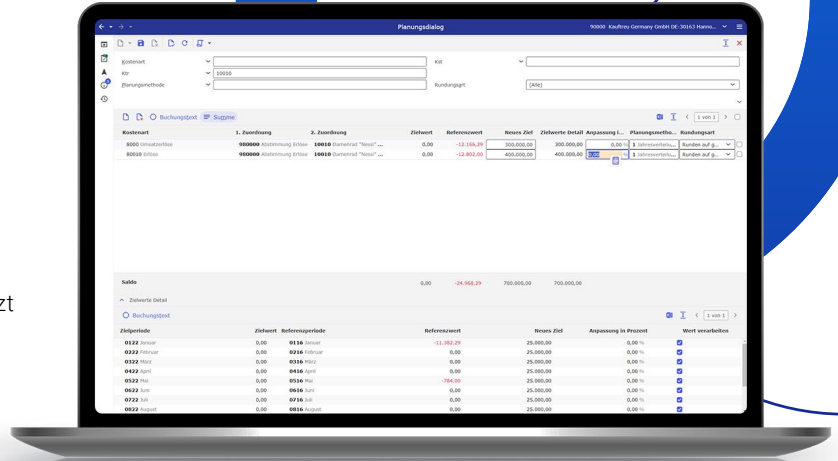 Planungsdialog
90000 Kauftreu Germany GmbH DE-30163 Hanno...
Kostenart
Kst
Ktr
10010
Planungsmethode
Rundungsart
(Alle)
Buchungstext Summe
1 von 1
Kostenart 1. Zuordnung 2. Zuordnung Zielwert Referenzwert Neues Ziel Zielwerte Detail Anpassung i... Planungsmetho... Rundungsart
8000 Umsatzerlöse 980000 Abstimmung Erlöse 10010 Damenrad "Nessi" ... 0,00 -12.166,29 300.000,00 300.000,00 0,00 % 1 Jahresverteilu... Runden auf g...
80010 Erlöse 980000 Abstimmung Erlöse 10010 Damenrad "Nessi" ... 0,00 -12.802,00 400.000,00 400.000,00 0,00 % 1 Jahresverteilu... Runden auf g...
Saldo 0,00 -24.968,29 700.000,00 700.000,00
zt
Zielwerte Detail
Buchungstext
1 von 1
Zielperiode Zielwert Referenzperiode Referenzwert Neues Ziel Anpassung in Prozent Wert verarbeiten
0122 Januar 0,00 0116 Januar -11.382,29 25.000,00 0,00 %
0222 Februar 0,00 0216 Februar 0,00 25.000,00 0,00 %
0322 März 0,00 0316 März 0,00 25.000,00 0,00 %
0422 April 0,00 0416 April 0,00 25.000,00 0,00 %
0522 Mai 0,00 0516 Mai -784,00 25.000,00 0,00 %
0622 Juni 0,00 0616 Juni 0,00 25.000,00 0,00 %
0722 Juli 0,00 0716 Juli 0,00 25.000,00 0,00 %
0822 August 0,00 0816 August 0,00 25.000,00 0,00 %